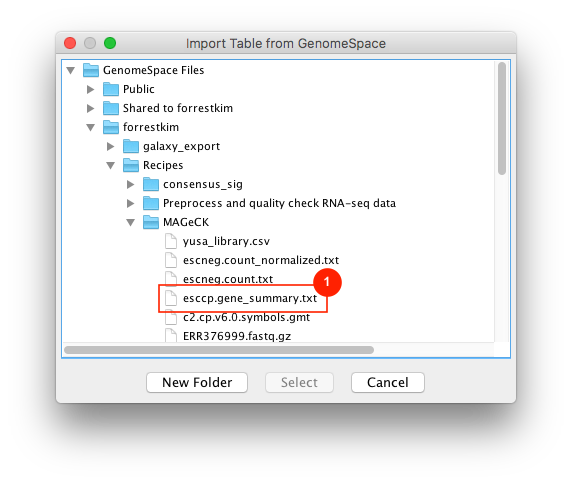 Import Table from GenomeSpace
GenomeSpace Files
Public
Shared to forrestkim
forrestkim
galaxy_export
Recipes
consensus_sig
Preprocess and quality check RNA-seq data
MAGeCK
yusa_library.csv
escneg.count_normalized.txt
escneg.count.txt
1
esccp.gene_summary.txt
c2.cp.v6.0.symbols.gmt
ERR376999.fastq.gz
New Folder Select Cancel